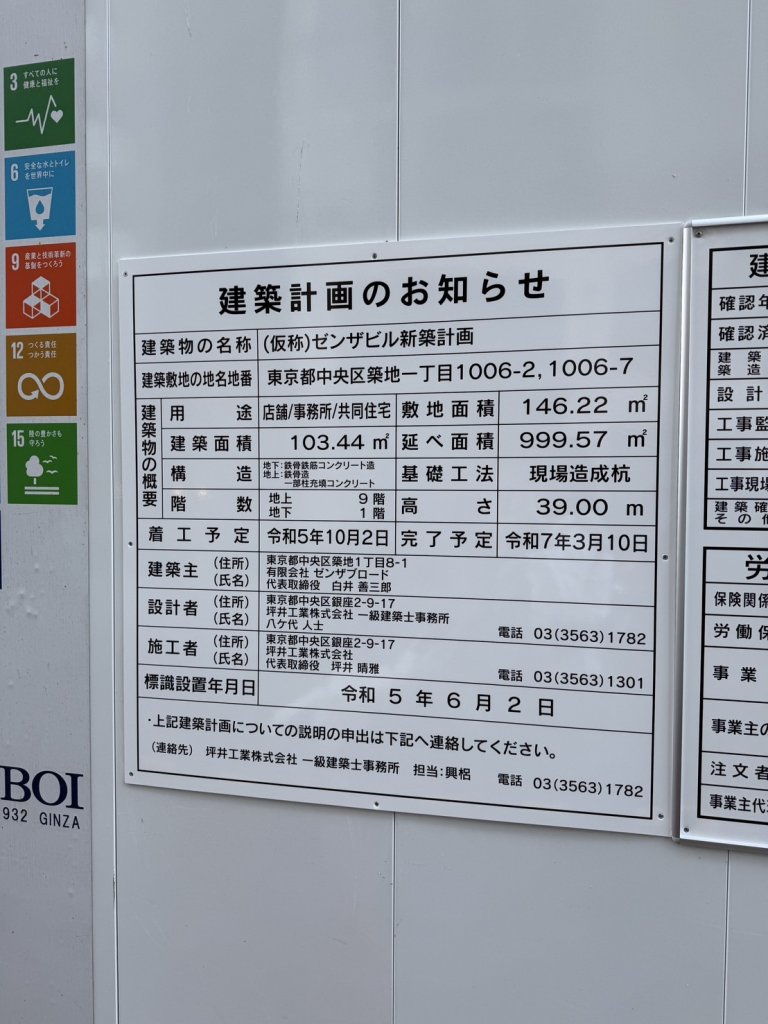 3 すべての人に
健康と福祉を
6 安全な水とトイレ
を世界中に
9 産業と技術革新の
基盤をつくろう
12 つくる責任
つかう責任
15 陸の豊かさも
守ろう
BOI
932 GINZA
建築計画のお知らせ
建築物の名称 (仮称)ゼンザビル新築計画
建築敷地の地名地番 東京都中央区築地一丁目1006-2, 1006-7
建築物の概要
用途 店舗/事務所/共同住宅 敷地面積 146.22 ㎡
建築面積 103.44 ㎡ 延べ面積 999.57 ㎡
構造 地下:鉄骨鉄筋コンクリート造
地上:鉄骨造
一部柱充填コンクリート
基礎工法 現場造成杭
階数 地上 9 階
地下 1 階
高さ 39.00 m
着工予定 令和5年10月2日 完了予定 令和7年3月10日
建築主 (住所) 東京都中央区築地1丁目8-1
(氏名) 有限会社 ゼンザブロード
代表取締役 白井 善三郎
設計者 (住所) 東京都中央区銀座2-9-17
(氏名) 坪井工業株式会社 一級建築士事務所
八ケ代 人士 電話 03(3563)1782
施工者 (住所) 東京都中央区銀座2-9-17
(氏名) 坪井工業株式会社
代表取締役 坪井 晴雅 電話 03(3563)1301
標識設置年月日 令和 5 年 6 月 2 日
・上記建築計画についての説明の申出は下記へ連絡してください。
(連絡先) 坪井工業株式会社 一級建築士事務所 担当:興梠 電話 03(3563)1782
建
確認年
確認済
建築
築造
設計
工事監
工事施
工事現場
建築確
その他
労
保険関係
労働保
事業
事業主の
注文者
事業主代